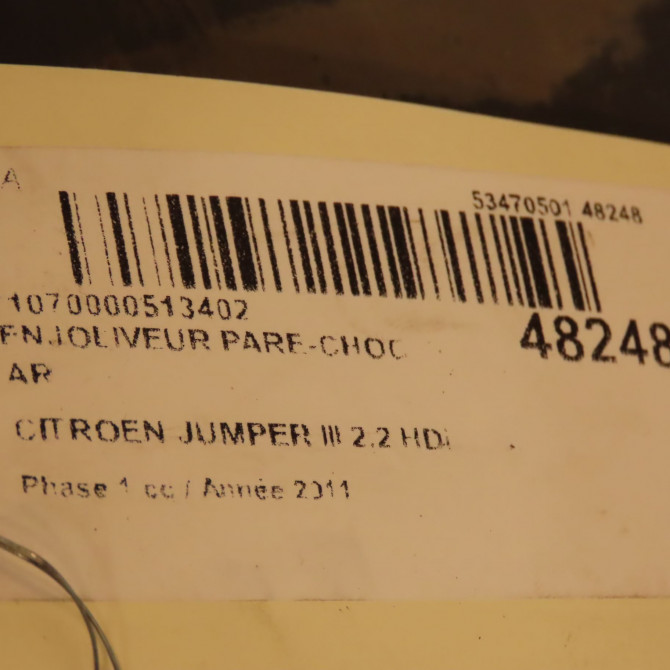 A
53470501 48248
1070000513402
48248
ENJOLIVEUR PARE-CHOC
AR
CITROEN JUMPER III 2.2 HDi
Phase 1 cc / Année 2011